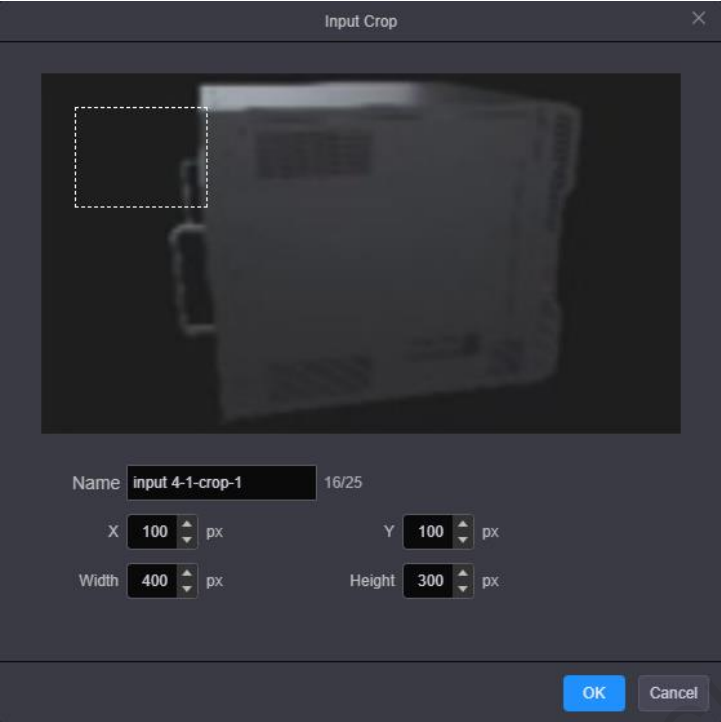 Input Crop
Name input 4-1-crop-1 16/25
X 100 px Y 100 px
Width 400 px Height 300 px
OK Cancel